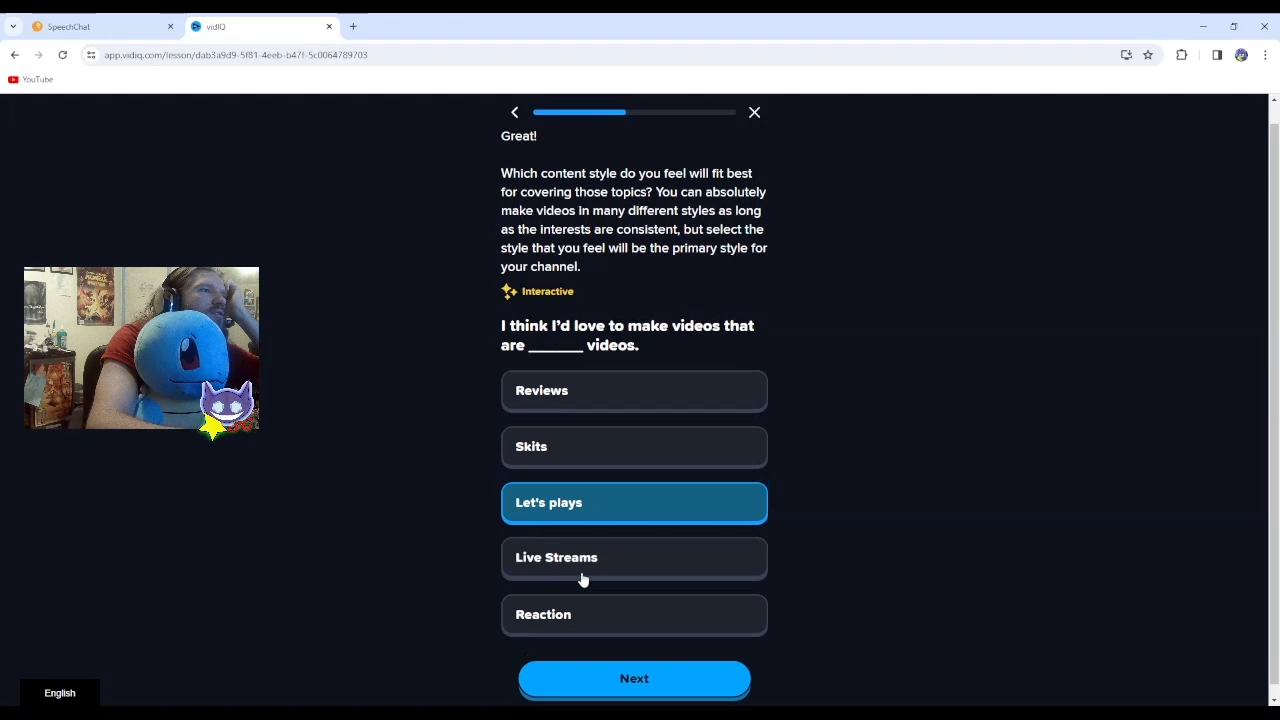 SpeechChat
vidIQ
app.vidiq.com/lesson/dab3a9d9-5f81-4eeb-b47f-5c0064789703
YouTube
Great!
Which content style do you feel will fit best
for covering those topics? You can absolutely
make videos in many different styles as long
as the interests are consistent, but select the
style that you feel will be the primary style for
your channel.
Interactive
I think I'd love to make videos that
are _______ videos.
Reviews
Skits
Let's plays
Live Streams
Reaction
Next
English